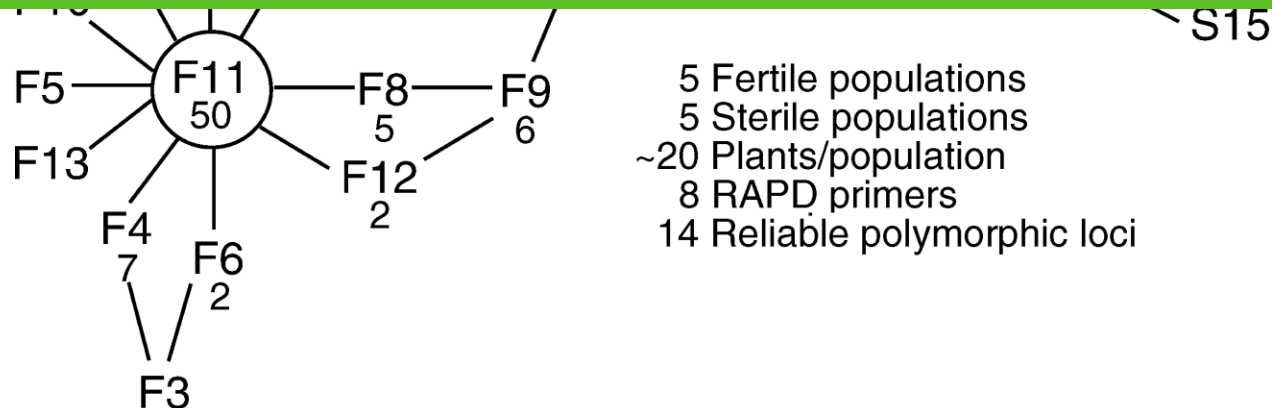 S15
F11
50
F5
F8
5
F9
6
F13
F12
2
F4
7
F6
2
F3
5 Fertile populations
5 Sterile populations
~20 Plants/population
8 RAPD primers
14 Reliable polymorphic loci